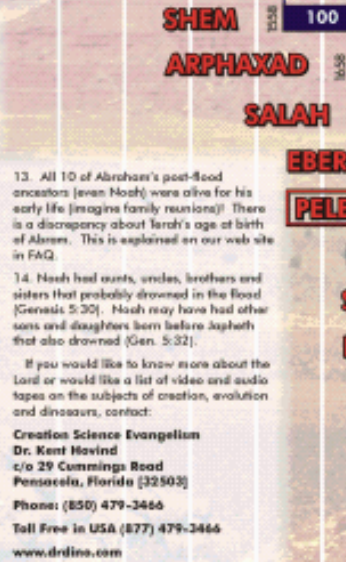 SHEM
1558
100
ARPHAXAD
1658
SALAH
EBER
PELE
13. All 10 of Abraham's post-flood
ancestors (even Noah) were alive for his
early life (imagine family reunions)! There
is a discrepancy about Terah's age at birth
of Abram. This is explained on our web site
in FAQ.
14. Noah had aunts, uncles, brothers and
sisters that probably drowned in the flood
(Genesis 5:30). Noah may have had other
sons and daughters born before Japheth
that also drowned (Gen. 5:32).
If you would like to know more about the
Lord or would like a list of video and audio
tapes on the subjects of creation, evolution
and dinosaurs, contact:
Creation Science Evangelism
Dr. Kent Hovind
c/o 29 Cummings Road
Pensacola, Florida [32503]
Phone: (850) 479-3466
Toll Free in USA (877) 479-3466
www.drdino.com